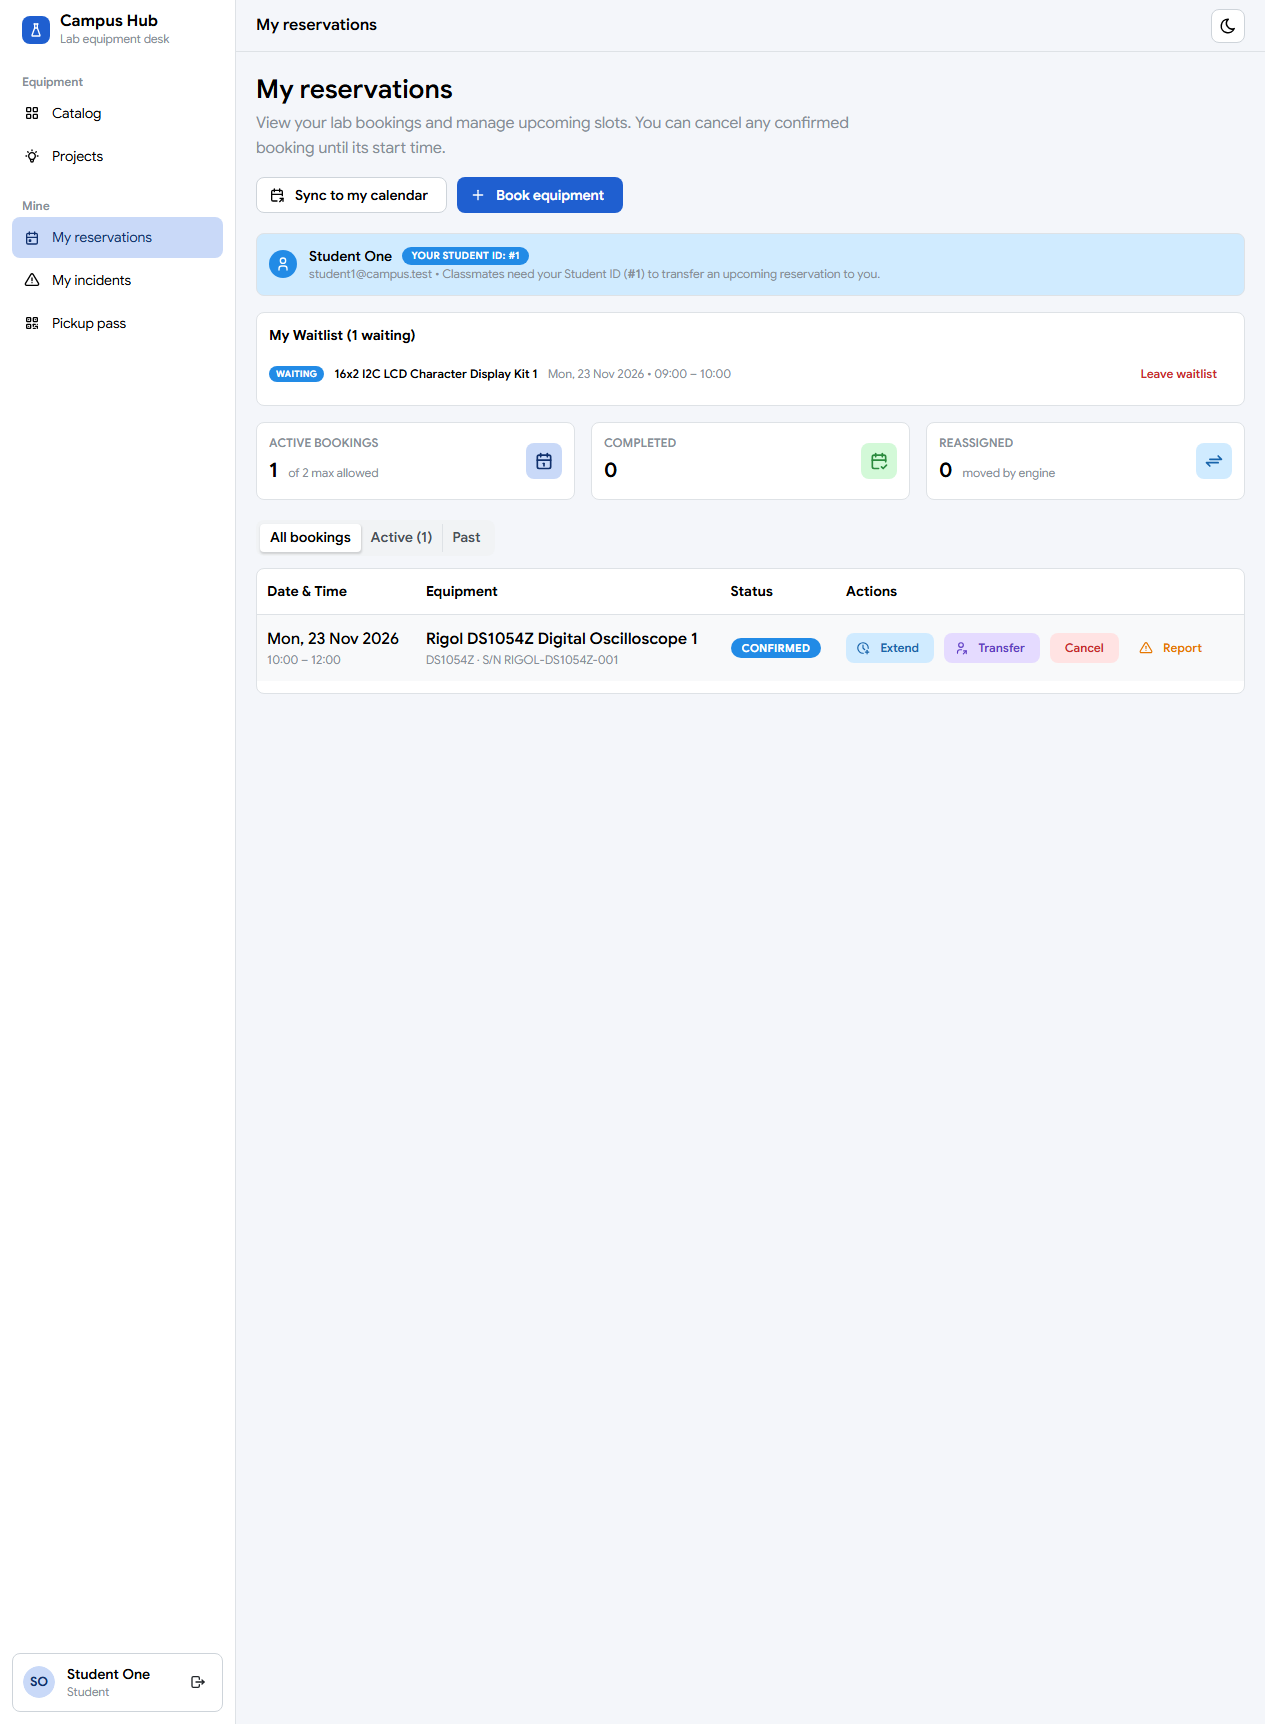 Campus Hub
Lab equipment desk
Equipment
Catalog
Projects
Mine
My reservations
My incidents
Pickup pass
SO
Student One
Student
My reservations
My reservations
View your lab bookings and manage upcoming slots. You can cancel any confirmed
booking until its start time.
Sync to my calendar
Book equipment
Student One YOUR STUDENT ID: #1
student1@campus.test • Classmates need your Student ID (#1) to transfer an upcoming reservation to you.
My Waitlist (1 waiting)
WAITING 16x2 I2C LCD Character Display Kit 1 Mon, 23 Nov 2026 • 09:00 – 10:00 Leave waitlist
ACTIVE BOOKINGS
1 of 2 max allowed
COMPLETED
0
REASSIGNED
0 moved by engine
All bookings Active (1) Past
Date & Time Equipment Status Actions
Mon, 23 Nov 2026 Rigol DS1054Z Digital Oscilloscope 1 CONFIRMED Extend Transfer Cancel Report
10:00 – 12:00 DS1054Z · S/N RIGOL-DS1054Z-001